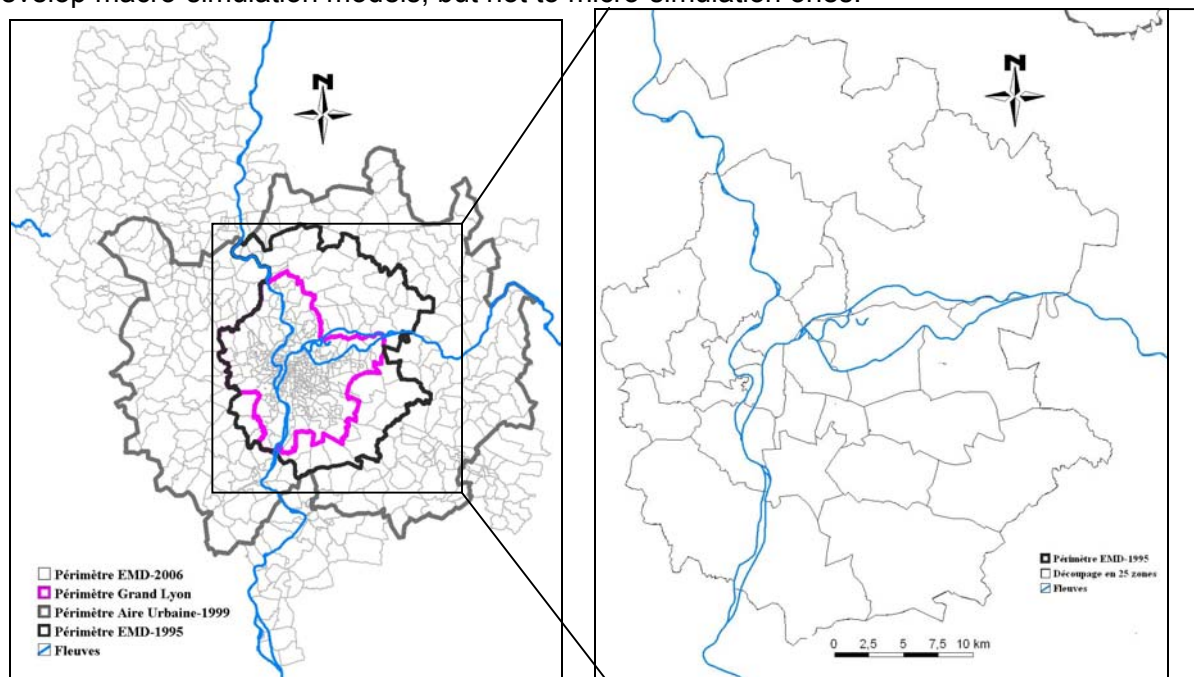 develop macro-simulation models, but not to micro-simulation ones.
N
N
Périmètre EMD-2006
Périmètre Grand Lyon
Périmètre Aire Urbaine-1999
Périmètre EMD-1995
Fleuves
Périmètre EMD-1995
Découpage en 25 zones
Fleuves
0 2,5 5 7,5 10 km